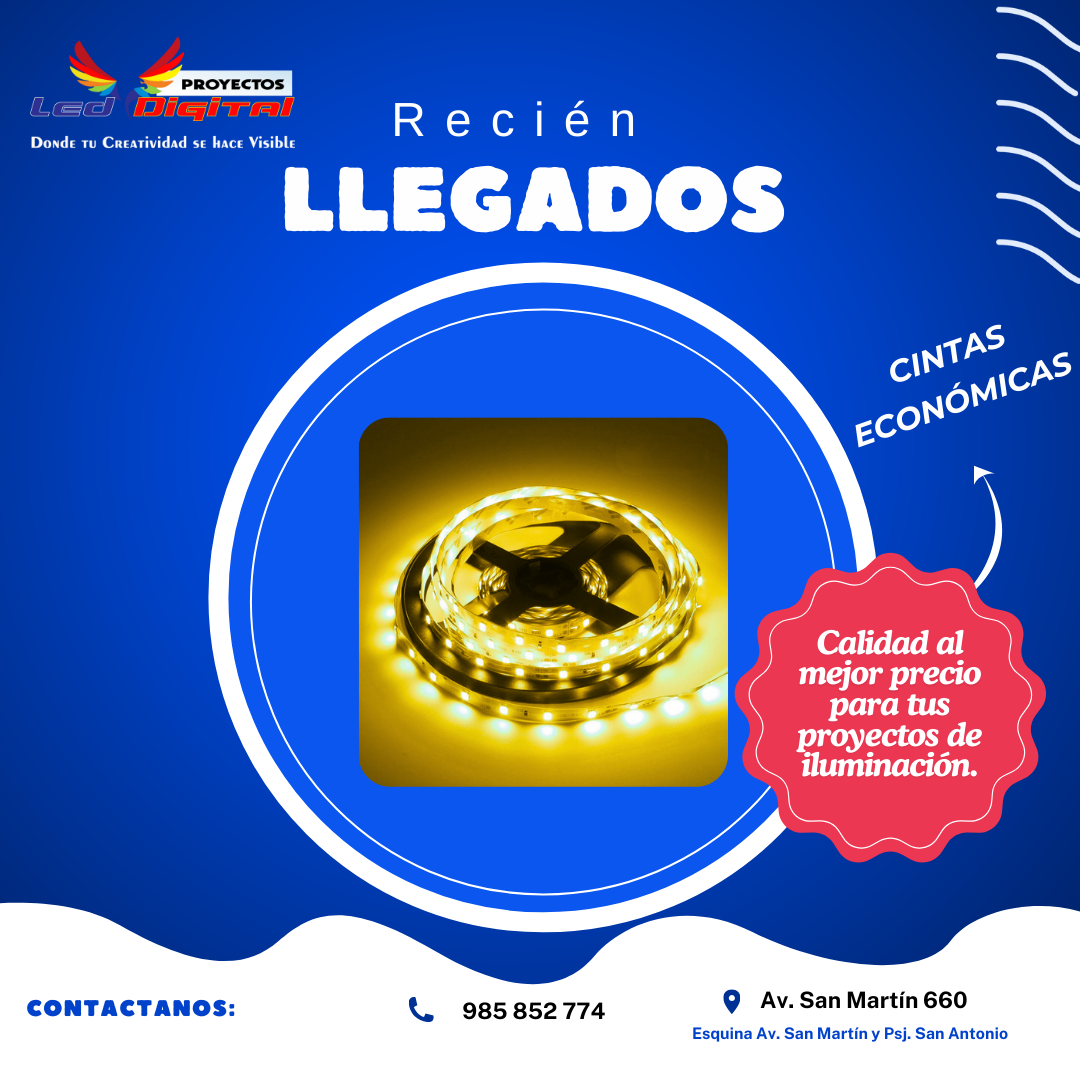 PROYECTOS
Led Digital
Donde tu Creatividad se hace Visible
Recién
LLEGADOS
CINTAS
ECONÓMICAS
Calidad al
mejor precio
para tus
proyectos de
iluminación.
CONTACTANOS:
985 852 774
Av. San Martín 660
Esquina Av. San Martín y Psj. San Antonio